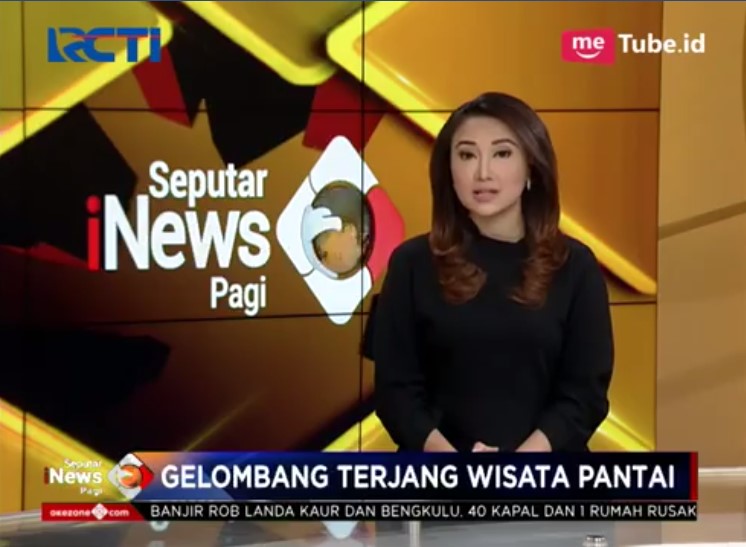 RCTI
me Tube.id
Seputar
iNews
Pagi
Seputar
iNews
Pagi
GELOMBANG TERJANG WISATA PANTAI
okezone.com
BANJIR ROB LANDA KAUR DAN BENGKULU, 40 KAPAL DAN 1 RUMAH RUSAK